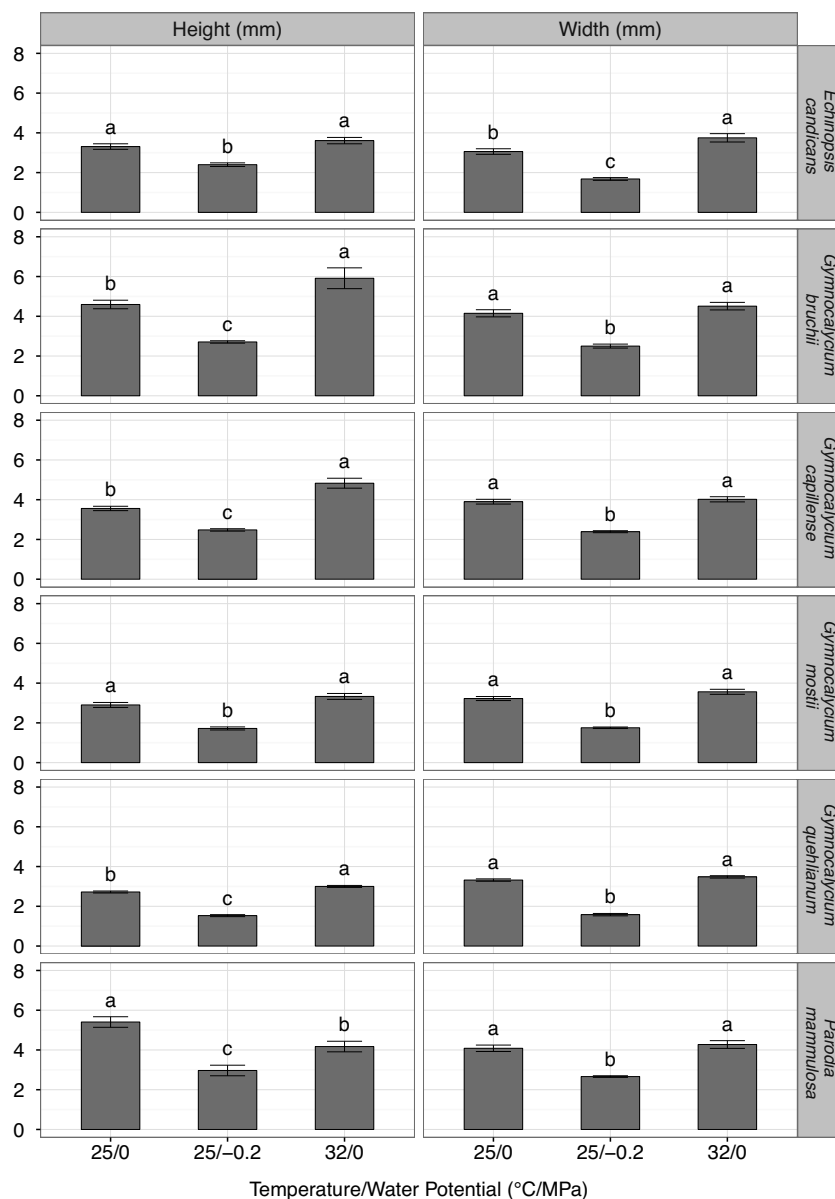 Height (mm) Width (mm)
8
6
4
2
0
a b a
b c a
Echinopsis
candicans
8
6
4
2
0
b c a
a b a
Gymnocalycium
bruchii
8
6
4
2
0
b c a
a b a
Gymnocalycium
capillense
8
6
4
2
0
a b a
a b a
Gymnocalycium
mostii
8
6
4
2
0
b c a
a b a
Gymnocalycium
quehlianum
8
6
4
2
0
a c b
a b a
Parodia
mammulosa
25/0 25/−0.2 32/0 25/0 25/−0.2 32/0
Temperature/Water Potential (°C/MPa)